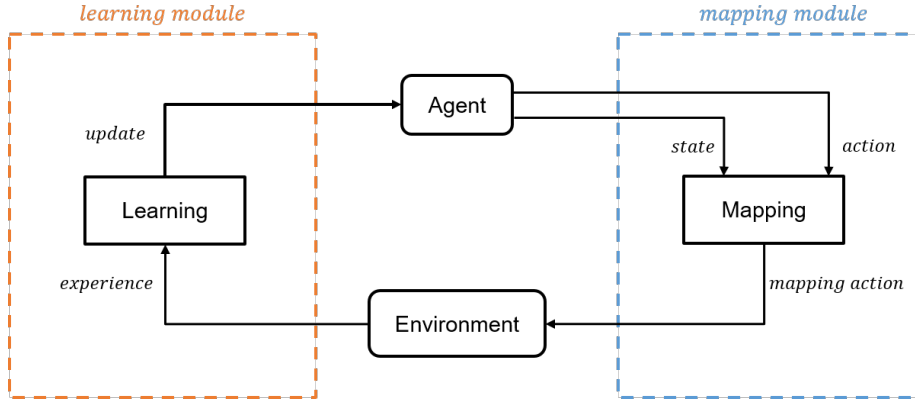 learning module
mapping module
Agent
update
state
action
Learning
Mapping
experience
mapping action
Environment